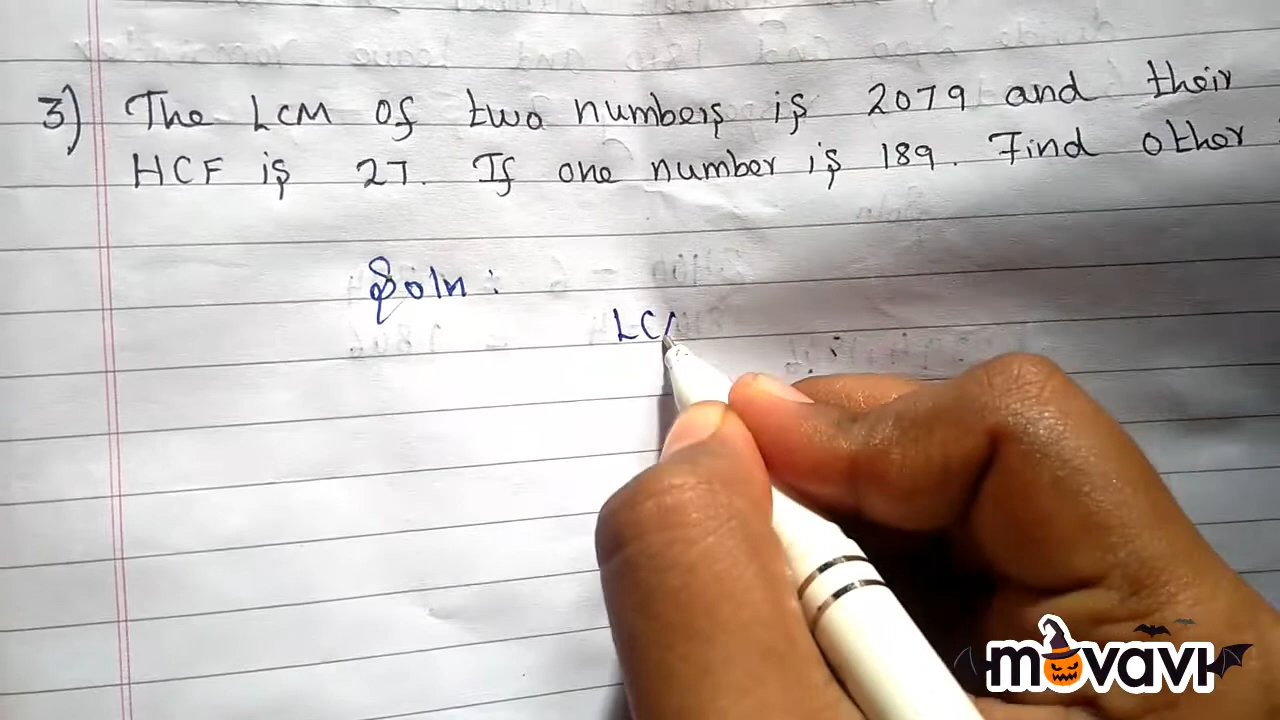 3) The LCM of two numbers is 2079 and their
HCF is 27. If one number is 189. Find other
Soln :
LC
movavi